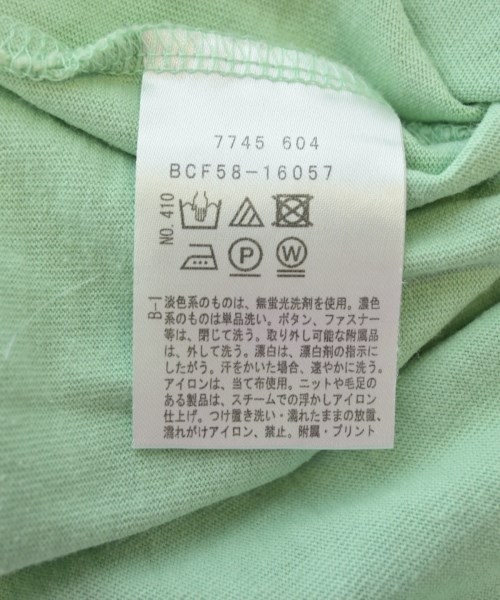 7745 604
BCF58-16057
NO. 410
P
W
B-1
淡色系のものは、無蛍光洗剤を使用。濃色
系のものは単品洗い。ボタン、ファスナー
等は、閉じて洗う。取り外し可能な附属品
は、外して洗う。漂白は、漂白剤の指示に
したがう。汗をかいた場合、速やかに洗う。
アイロンは、当て布使用。ニットや毛足の
ある製品は、スチームでの浮かしアイロン
仕上げ。つけ置き洗い・濡れたままの放置、
濡れがけアイロン、禁止。附属・プリント